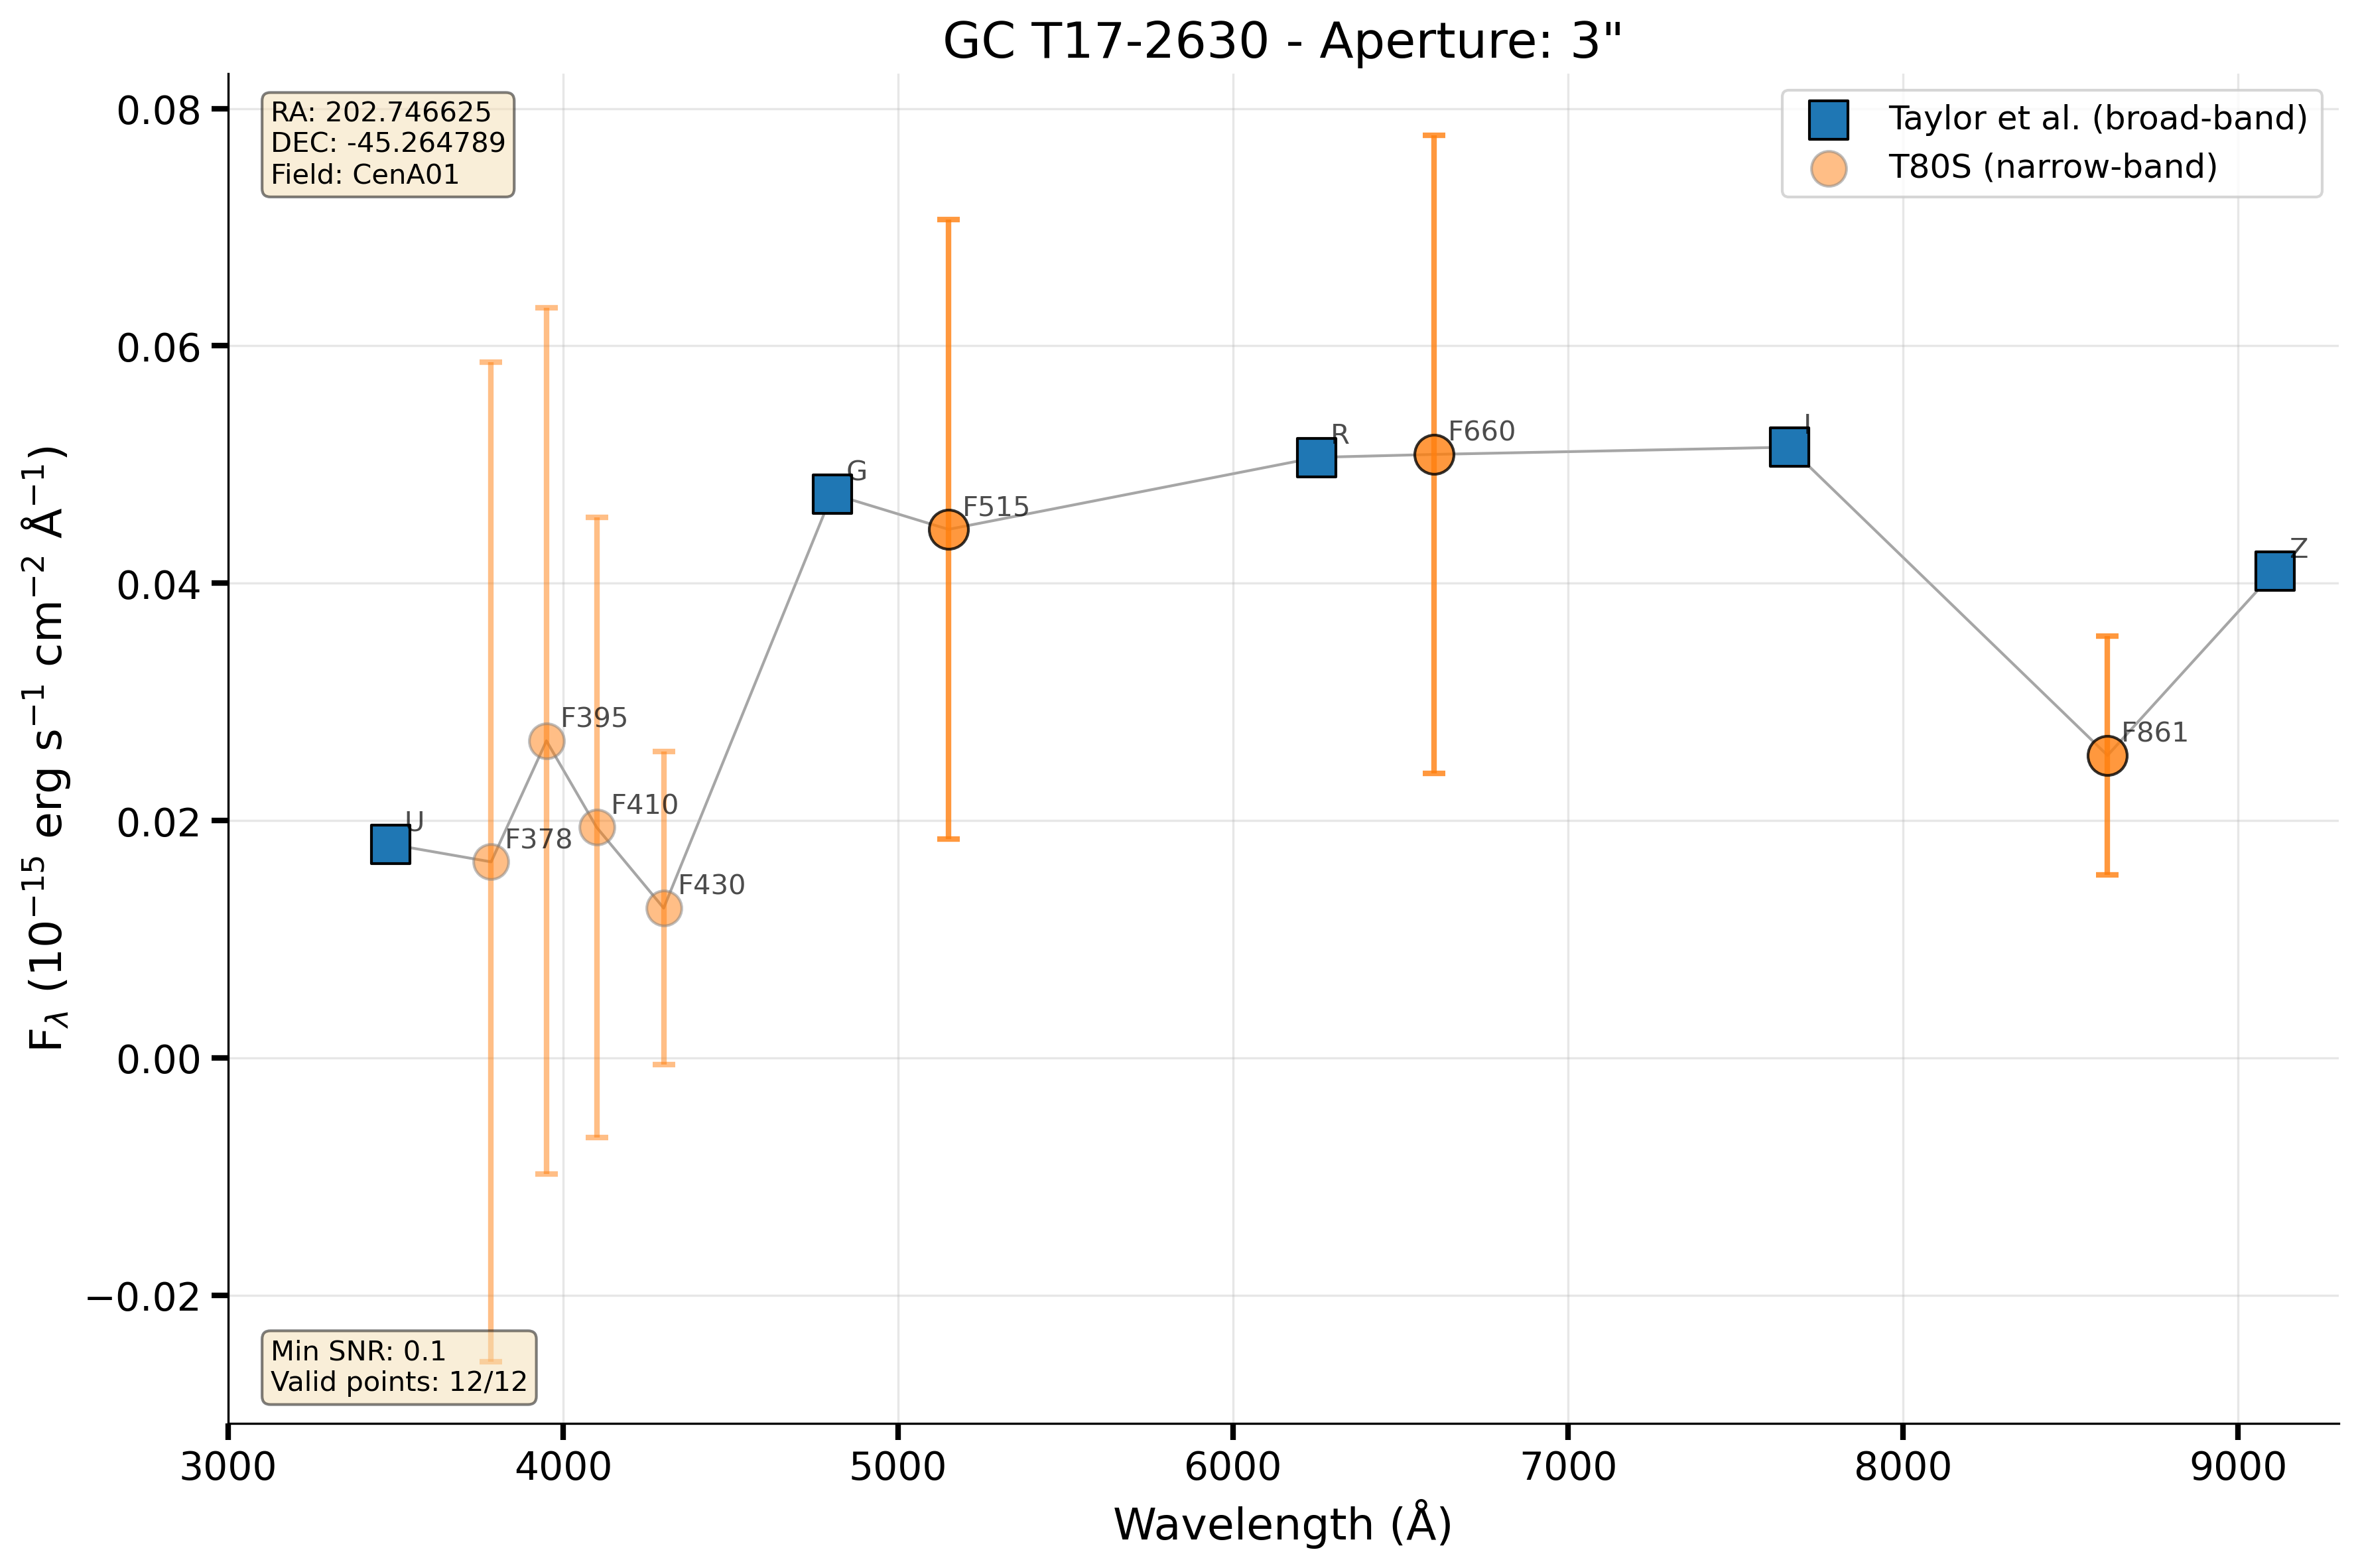 GC T17-2630 - Aperture: 3"
RA: 202.746625
DEC: -45.264789
Field: CenA01
Taylor et al. (broad-band)
T80S (narrow-band)
F_λ (10⁻¹⁵ erg s⁻¹ cm⁻² Å⁻¹)
0.08
0.06
0.04
0.02
0.00
−0.02
U
F378
F395
F410
F430
G
F515
R
F660
I
F861
Z
Min SNR: 0.1
Valid points: 12/12
3000 4000 5000 6000 7000 8000 9000
Wavelength (Å)